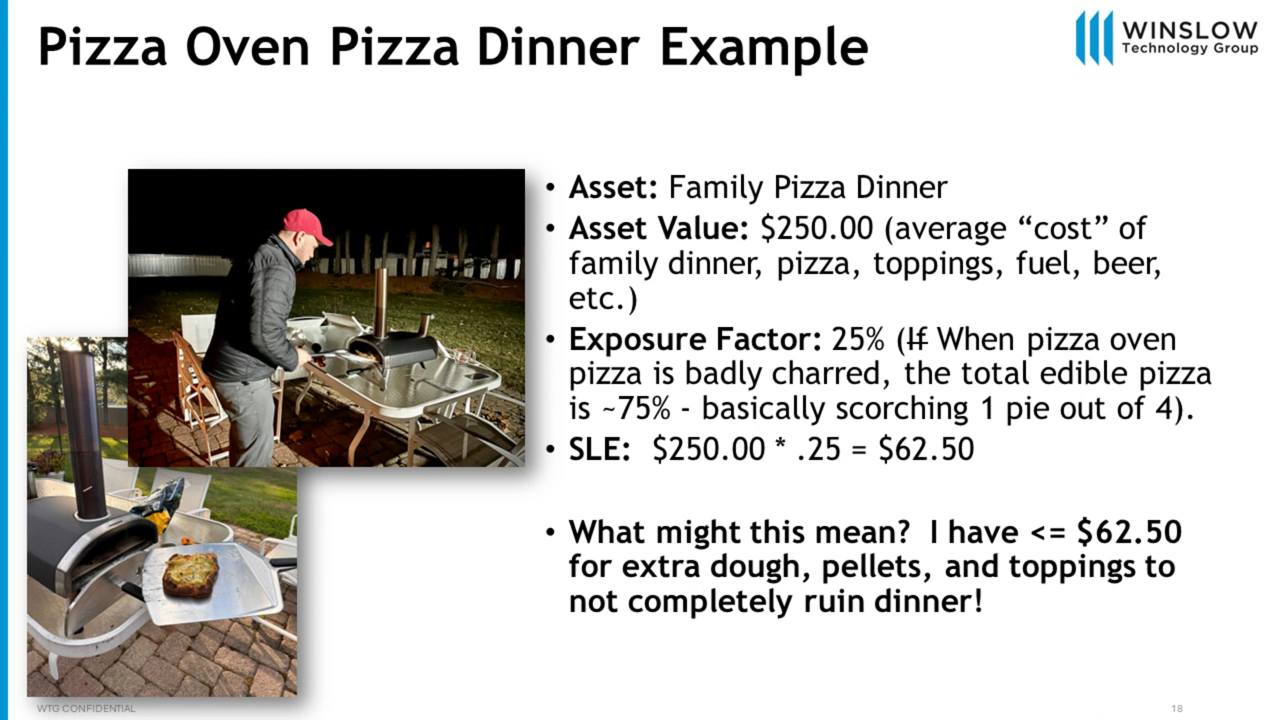 Pizza Oven Pizza Dinner Example
WINSLOW
Technology Group
• Asset: Family Pizza Dinner
• Asset Value: $250.00 (average “cost” of
family dinner, pizza, toppings, fuel, beer,
etc.)
• Exposure Factor: 25% (If When pizza oven
pizza is badly charred, the total edible pizza
is ~75% - basically scorching 1 pie out of 4).
• SLE:  $250.00 * .25 = $62.50
• What might this mean?  I have <= $62.50
for extra dough, pellets, and toppings to
not completely ruin dinner!
WTG CONFIDENTIAL
18